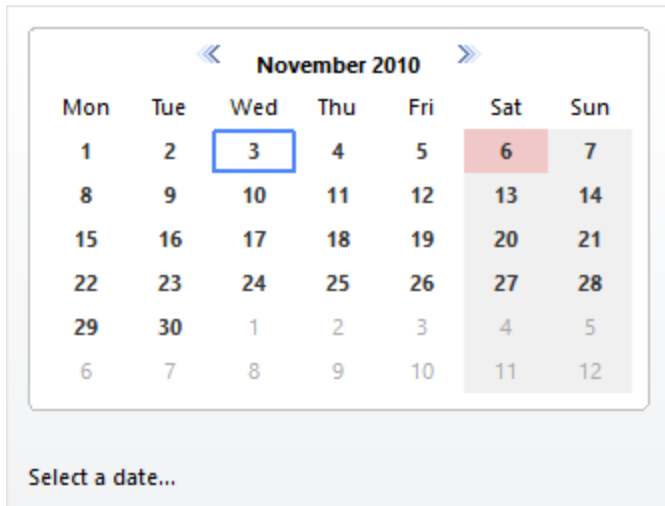 November 2010
Mon Tue Wed Thu Fri Sat Sun
1 2 3 4 5 6 7
8 9 10 11 12 13 14
15 16 17 18 19 20 21
22 23 24 25 26 27 28
29 30 1 2 3 4 5
6 7 8 9 10 11 12
Select a date...